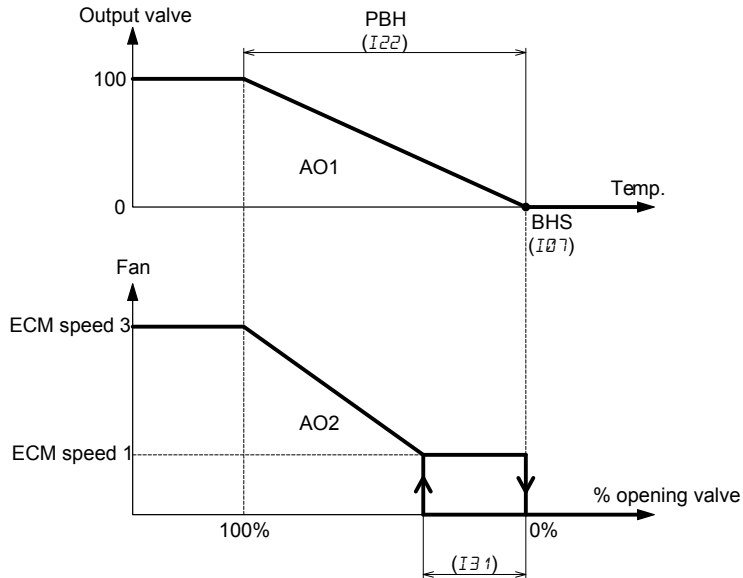 Output valve
PBH
(I22)
100
AO1
Temp.
0
BHS
(I07)
Fan
ECM speed 3
AO2
ECM speed 1
% opening valve
100%
0%
(I31)